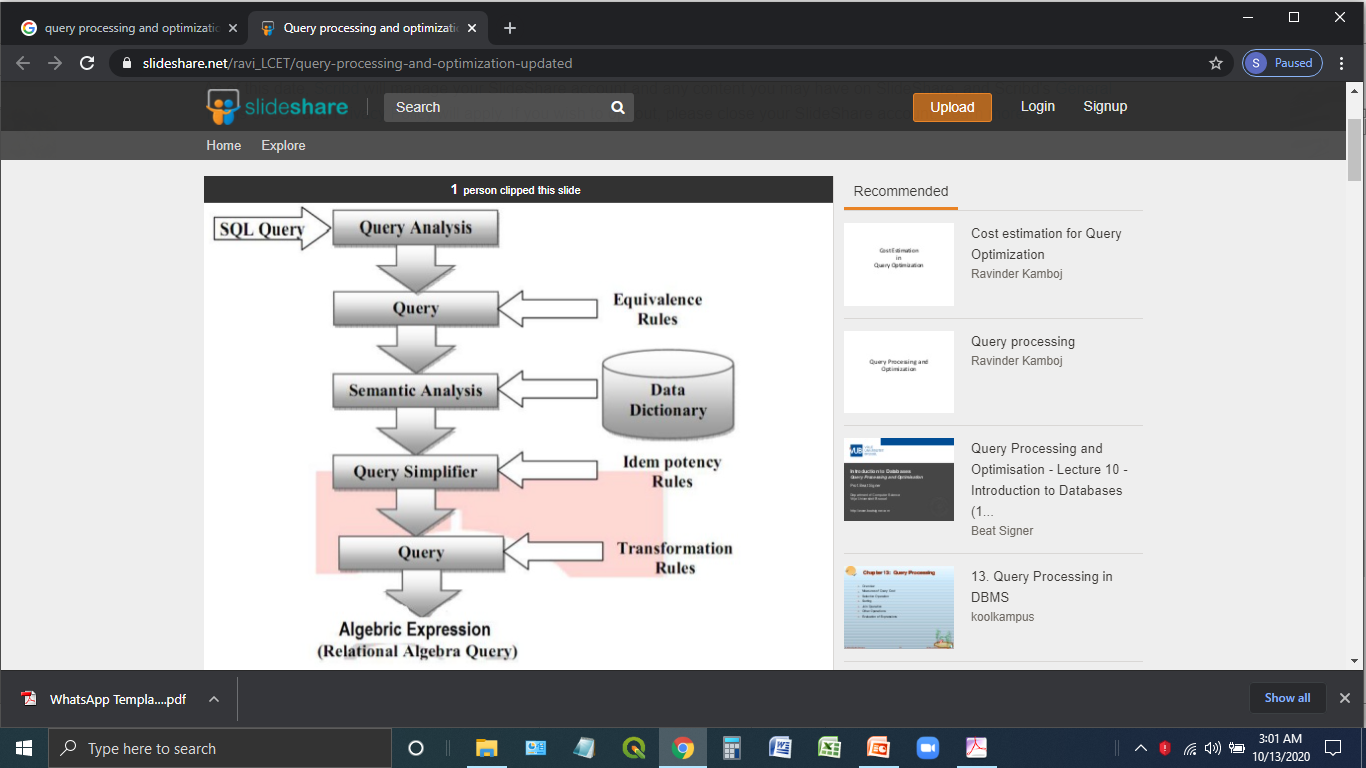 query processing and optimizatio
Query processing and optimizati
slideshare.net/ravi_LCET/query-processing-and-optimization-updated
S Paused
slideshare
Search
Upload
Login
Signup
Home
Explore
1 person clipped this slide
SQL Query
Query Analysis
Query
Equivalence
Rules
Semantic Analysis
Data
Dictionary
Query Simplifier
Idem potency
Rules
Query
Transformation
Rules
Algebric Expression
(Relational Algebra Query)
Recommended
Cost Estimation
in
Query Optimization
Cost estimation for Query
Optimization
Ravinder Kamboj
Query Processing and
Optimization
Query processing
Ravinder Kamboj
Introduction to Databases
Query Processing and Optimisation
Prof. Beat Signer
Query Processing and
Optimisation - Lecture 10 -
Introduction to Databases
(1...
Beat Signer
Chapter 13: Query Processing
13. Query Processing in
DBMS
koolkampus
WhatsApp Templa....pdf
Show all
Type here to search
3:01 AM
10/13/2020